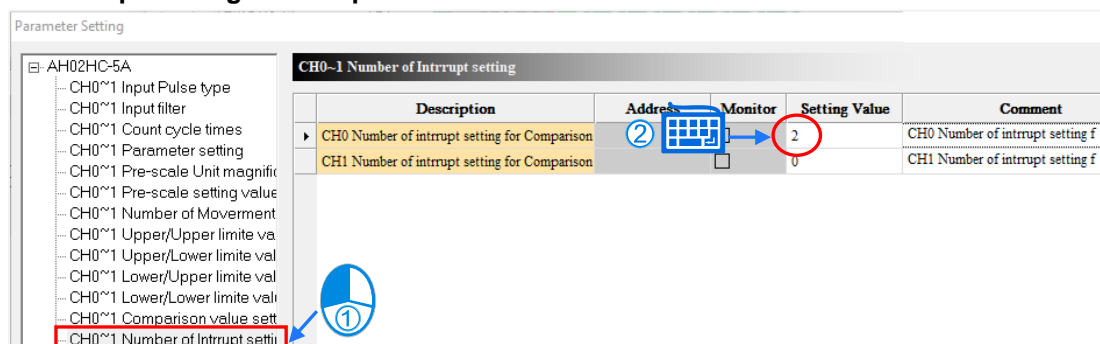 Parameter Setting
AH02HC-5A
CH0~1 Input Pulse type
CH0~1 Input filter
CH0~1 Count cycle times
CH0~1 Parameter setting
CH0~1 Pre-scale Unit magnific
CH0~1 Pre-scale setting value
CH0~1 Number of Moverment
CH0~1 Upper/Upper limite va
CH0~1 Upper/Lower limite val
CH0~1 Lower/Upper limite val
CH0~1 Lower/Lower limite val
CH0~1 Comparison value sett
CH0~1 Number of Intrrupt setti
CH0~1 Number of Intrrupt setting
Description Address Monitor Setting Value Comment
CH0 Number of intrrupt setting for Comparison 2 CH0 Number of intrrupt setting f
CH1 Number of intrrupt setting for Comparison 0 CH1 Number of intrrupt setting f
②
①